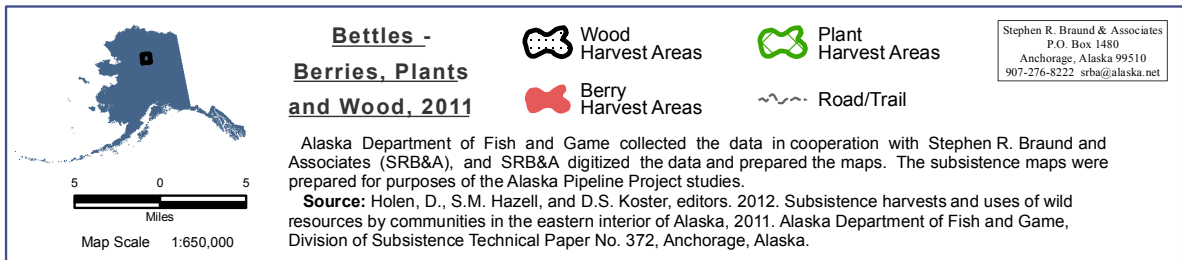 Bettles -
Berries, Plants
and Wood, 2011
Wood
Harvest Areas
Berry
Harvest Areas
Plant
Harvest Areas
Road/Trail
Stephen R. Braund & Associates
P.O. Box 1480
Anchorage, Alaska 99510
907-276-8222 srba@alaska.net
5 0 5
Miles
Map Scale 1:650,000
Alaska Department of Fish and Game collected the data in cooperation with Stephen R. Braund and
Associates (SRB&A), and SRB&A digitized the data and prepared the maps. The subsistence maps were
prepared for purposes of the Alaska Pipeline Project studies.
Source: Holen, D., S.M. Hazell, and D.S. Koster, editors. 2012. Subsistence harvests and uses of wild
resources by communities in the eastern interior of Alaska, 2011. Alaska Department of Fish and Game,
Division of Subsistence Technical Paper No. 372, Anchorage, Alaska.